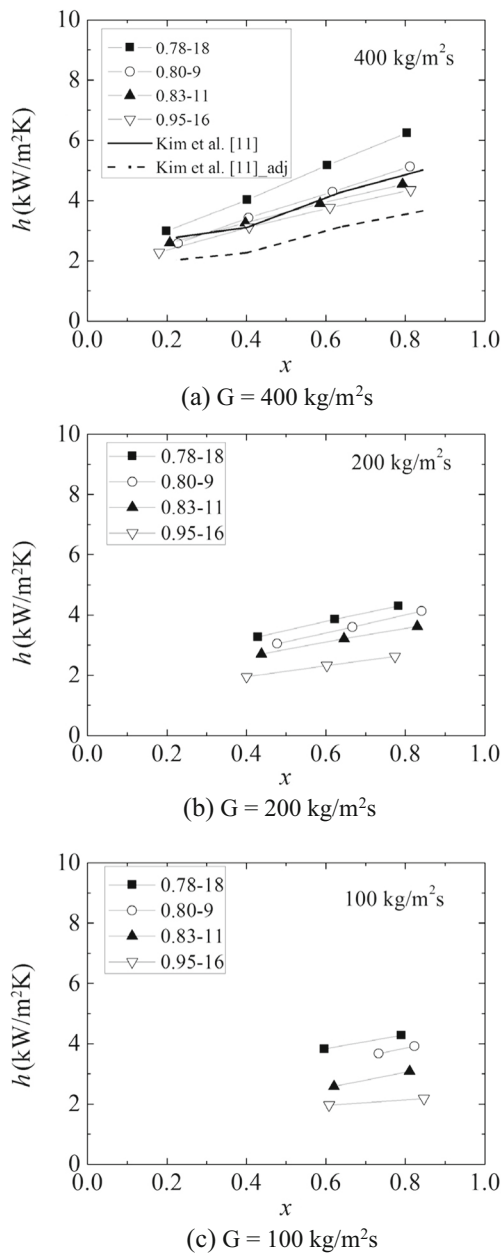 10
8
6
4
2
0
h(kW/m²K)
0.78-18
0.80-9
0.83-11
0.95-16
Kim et al. [11]
Kim et al. [11]_adj
400 kg/m²s
0.0 0.2 0.4 0.6 0.8 1.0
x
(a) G = 400 kg/m²s
10
8
6
4
2
0
h(kW/m²K)
0.78-18
0.80-9
0.83-11
0.95-16
200 kg/m²s
0.0 0.2 0.4 0.6 0.8 1.0
x
(b) G = 200 kg/m²s
10
8
6
4
2
0
h(kW/m²K)
0.78-18
0.80-9
0.83-11
0.95-16
100 kg/m²s
0.0 0.2 0.4 0.6 0.8 1.0
x
(c) G = 100 kg/m²s